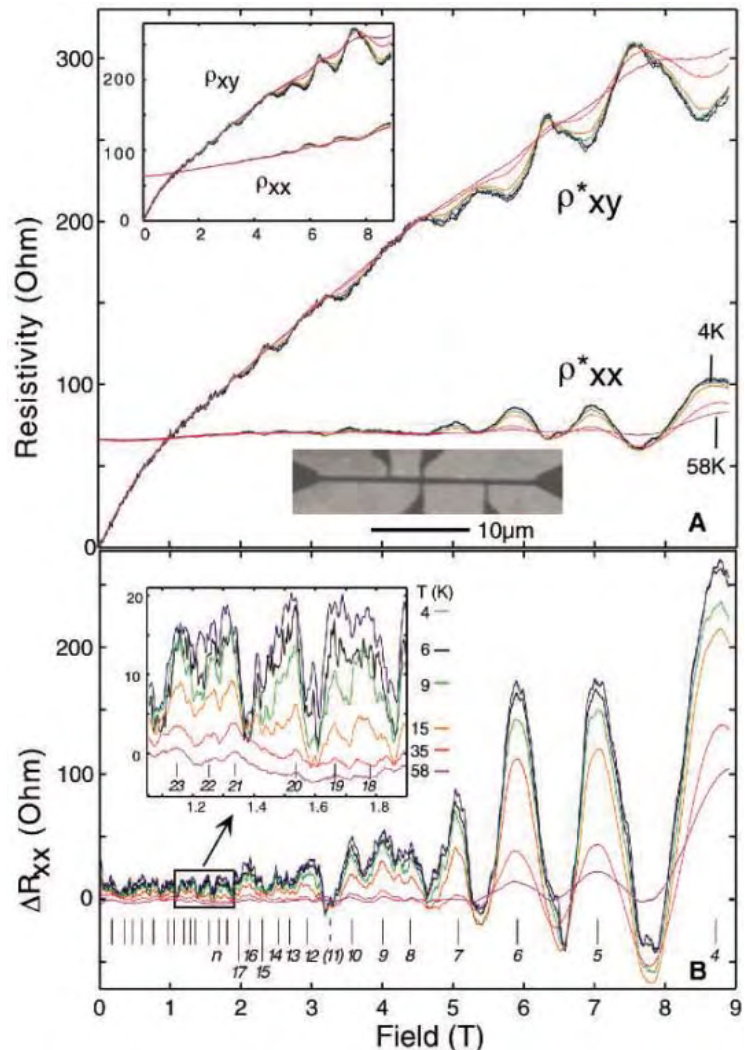 300
200
100
0
Resistivity (Ohm)
200
100
0
0 2 4 6 8
ρxy
ρxx
ρ*xy
ρ*xx
4K
58K
10μm
A
200
100
0
ΔRxx (Ohm)
20
10
0
1.2 1.4 1.6 1.8
23 22 21 20 19 18
T (K)
4
6
9
15
35
58
n 17 16 15 14 13 12 (11) 10 9 8 7 6 5 4
B
0 1 2 3 4 5 6 7 8 9
Field (T)